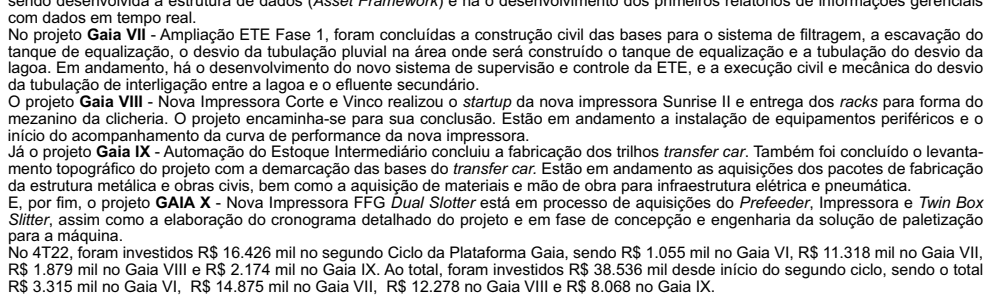 sendo desenvolvida a estrutura de dados (Asset Framework) e há o desenvolvimento dos primeiros relatórios de informações gerenciais
com dados em tempo real.
No projeto Gaia VII - Ampliação ETE Fase 1, foram concluídas a construção civil das bases para o sistema de filtragem, a escavação do
tanque de equalização, o desvio da tubulação pluvial na área onde será construído o tanque de equalização e a tubulação do desvio da
lagoa. Em andamento, há o desenvolvimento do novo sistema de supervisão e controle da ETE, e a execução civil e mecânica do desvio
da tubulação de interligação entre a lagoa e o efluente secundário.
O projeto Gaia VIII - Nova Impressora Corte e Vinco realizou o startup da nova impressora Sunrise II e entrega dos racks para forma do
mezanino da clicheria. O projeto encaminha-se para sua conclusão. Estão em andamento a instalação de equipamentos periféricos e o
início do acompanhamento da curva de performance da nova impressora.
Já o projeto Gaia IX - Automação do Estoque Intermediário concluiu a fabricação dos trilhos transfer car. Também foi concluído o levanta-
mento topográfico do projeto com a demarcação das bases do transfer car. Estão em andamento as aquisições dos pacotes de fabricação
da estrutura metálica e obras civis, bem como a aquisição de materiais e mão de obra para infraestrutura elétrica e pneumática.
E, por fim, o projeto GAIA X - Nova Impressora FFG Dual Slotter está em processo de aquisições do Prefeeder, Impressora e Twin Box
Slitter, assim como a elaboração do cronograma detalhado do projeto e em fase de concepção e engenharia da solução de paletização
para a máquina.
No 4T22, foram investidos R$ 16.426 mil no segundo Ciclo da Plataforma Gaia, sendo R$ 1.055 mil no Gaia VI, R$ 11.318 mil no Gaia VII,
R$ 1.879 mil no Gaia VIII e R$ 2.174 mil no Gaia IX. Ao total, foram investidos R$ 38.536 mil desde início do segundo ciclo, sendo o total
R$ 3.315 mil no Gaia VI, R$ 14.875 mil no Gaia VII, R$ 12.278 no Gaia VIII e R$ 8.068 no Gaia IX.